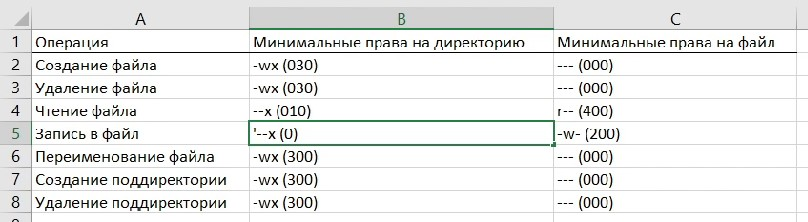 A B C
1 Операция Минимальные права на директорию Минимальные права на файл
2 Создание файла -wx (030) --- (000)
3 Удаление файла -wx (030) --- (000)
4 Чтение файла --x (010) r-- (400)
5 Запись в файл '--x (0) -w- (200)
6 Переименование файла -wx (300) --- (000)
7 Создание поддиректории -wx (300) --- (000)
8 Удаление поддиректории -wx (300) --- (000)